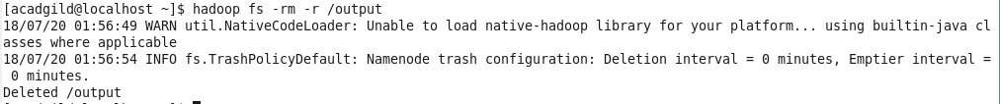 [acadgild@localhost ~]$ hadoop fs -rm -r /output
18/07/20 01:56:49 WARN util.NativeCodeLoader: Unable to load native-hadoop library for your platform... using builtin-java cl
asses where applicable
18/07/20 01:56:54 INFO fs.TrashPolicyDefault: Namenode trash configuration: Deletion interval = 0 minutes, Emptier interval =
 0 minutes.
Deleted /output